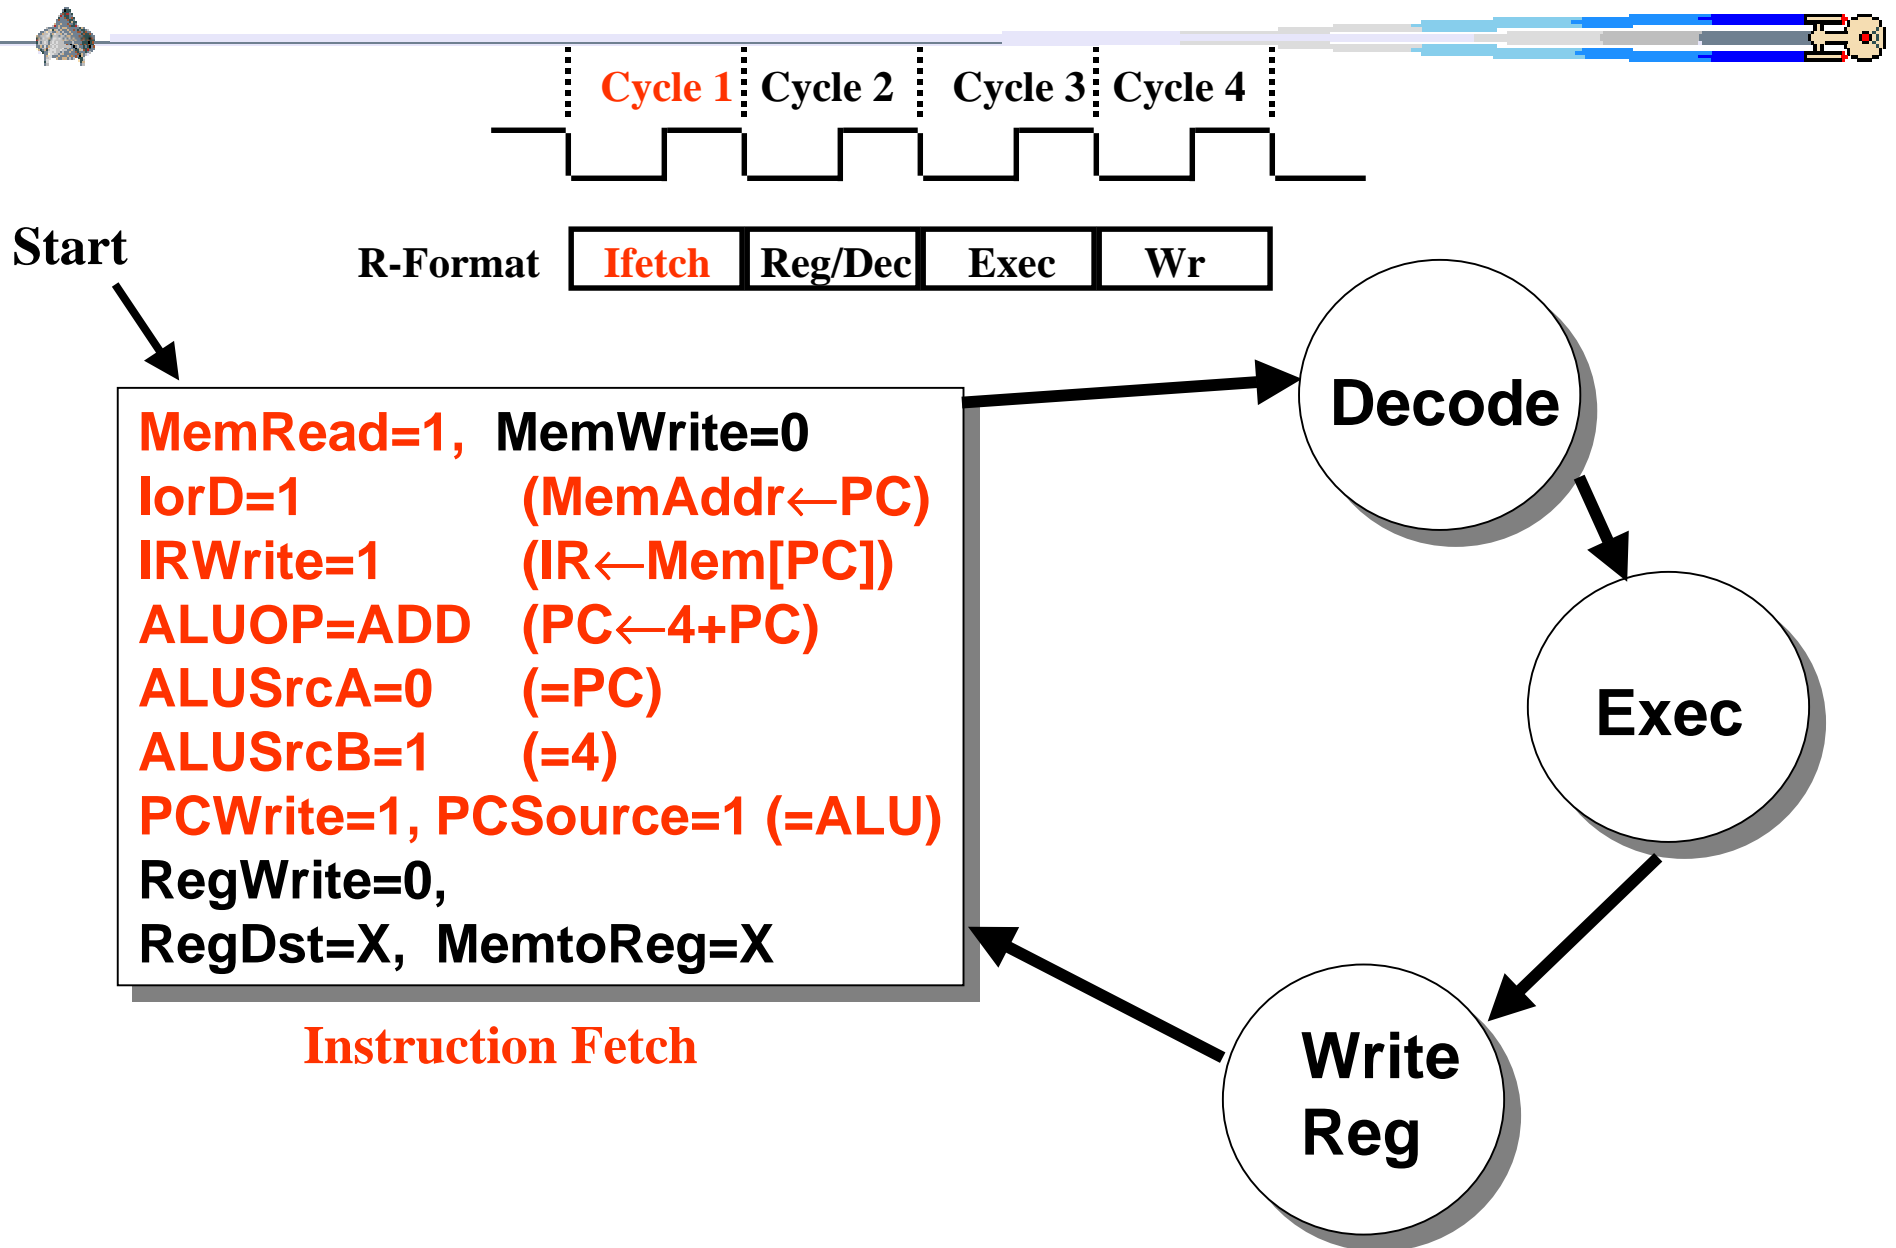 Cycle 1 Cycle 2 Cycle 3 Cycle 4
Start
R-Format Ifetch Reg/Dec Exec Wr
MemRead=1, MemWrite=0
IorD=1 (MemAddr←PC)
IRWrite=1 (IR←Mem[PC])
ALUOP=ADD (PC←4+PC)
ALUSrcA=0 (=PC)
ALUSrcB=1 (=4)
PCWrite=1, PCSource=1 (=ALU)
RegWrite=0,
RegDst=X, MemtoReg=X
Instruction Fetch
Decode
Exec
Write
Reg